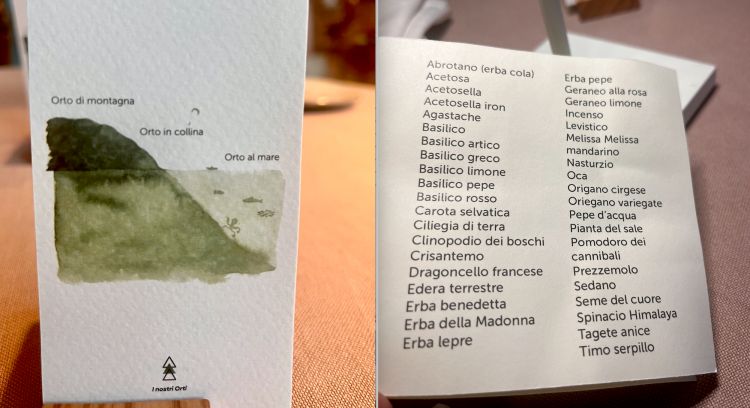 Orto di montagna
Orto in collina
Orto al mare
I nostri Orti
Abrotano (erba cola)
Acetosa
Acetosella
Acetosella iron
Agastache
Basilico
Basilico artico
Basilico greco
Basilico limone
Basilico pepe
Basilico rosso
Carota selvatica
Ciliegia di terra
Clinopodio dei boschi
Crisantemo
Dragoncello francese
Edera terrestre
Erba benedetta
Erba della Madonna
Erba lepre
Erba pepe
Geraneo alla rosa
Geraneo limone
Incenso
Levistico
Melissa Melissa
mandarino
Nasturzio
Oca
Origano cirgese
Oriegano variegate
Pepe d'acqua
Pianta del sale
Pomodoro dei
cannibali
Prezzemolo
Sedano
Seme del cuore
Spinacio Himalaya
Tagete anice
Timo serpillo